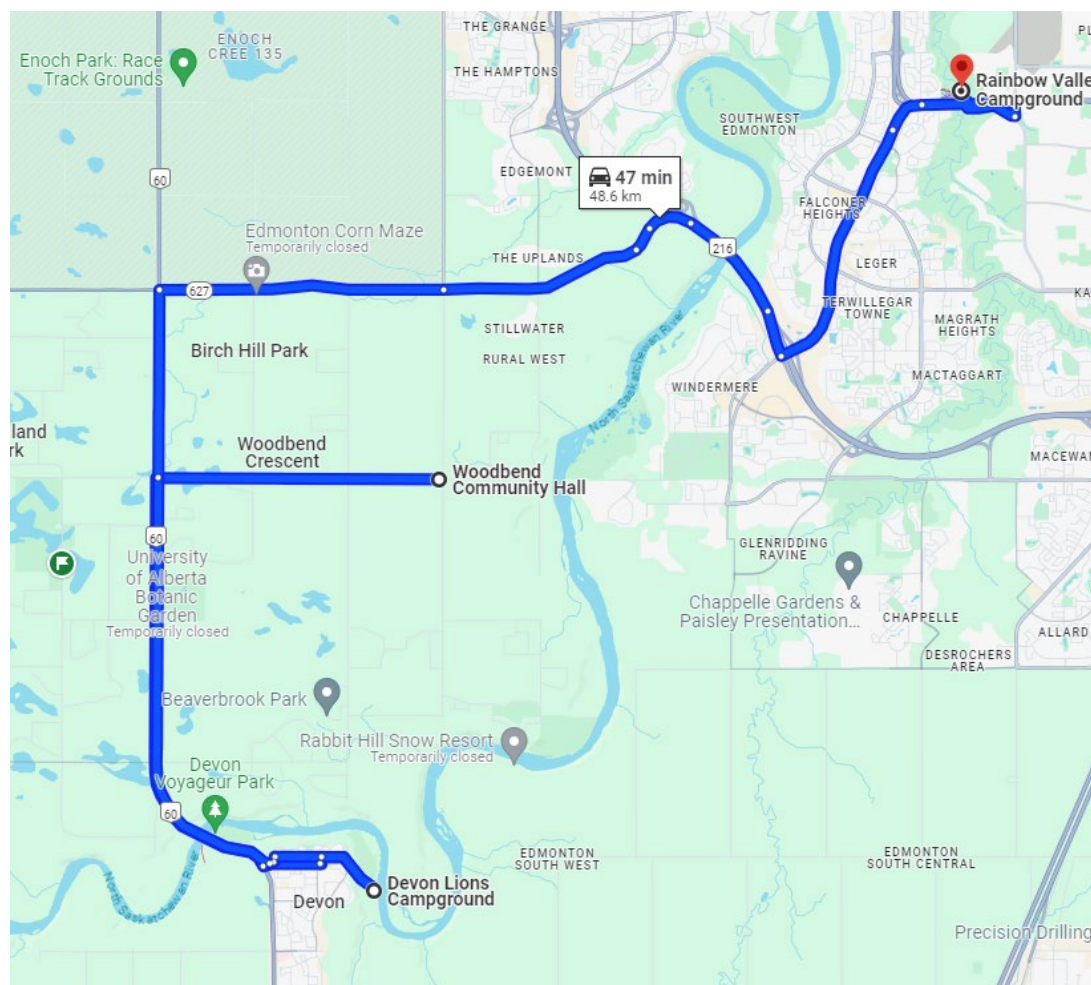 THE GRANGE
PL
ENOCH
CREE 135
Enoch Park: Race
Track Grounds
THE HAMPTONS
Rainbow Valle
Campground
SOUTHWEST
EDMONTON
EDGEMONT
47 min
48.6 km
60
FALCONER
HEIGHTS
Edmonton Corn Maze
Temporarily closed
216
THE UPLANDS
LEGER
627
KA
TERWILLEGAR
TOWNE
MAGRATH
HEIGHTS
STILLWATER
Birch Hill Park
RURAL WEST
North Saskatchewan River
MACTAGGART
WINDERMERE
land
rk
Woodbend
Crescent
MACEWAN
Woodbend
Community Hall
60
GLENRIDDING
RAVINE
University
of Alberta
Botanic
Garden
Temporarily closed
Chappelle Gardens &
Paisley Presentation...
CHAPPELLE
ALLARD
DESROCHERS
AREA
Beaverbrook Park
Rabbit Hill Snow Resort
Temporarily closed
Devon
Voyageur Park
60
North Saskatchewan River
EDMONTON
SOUTH WEST
EDMONTON
SOUTH CENTRAL
Devon Lions
Campground
Devon
Precision Drilling